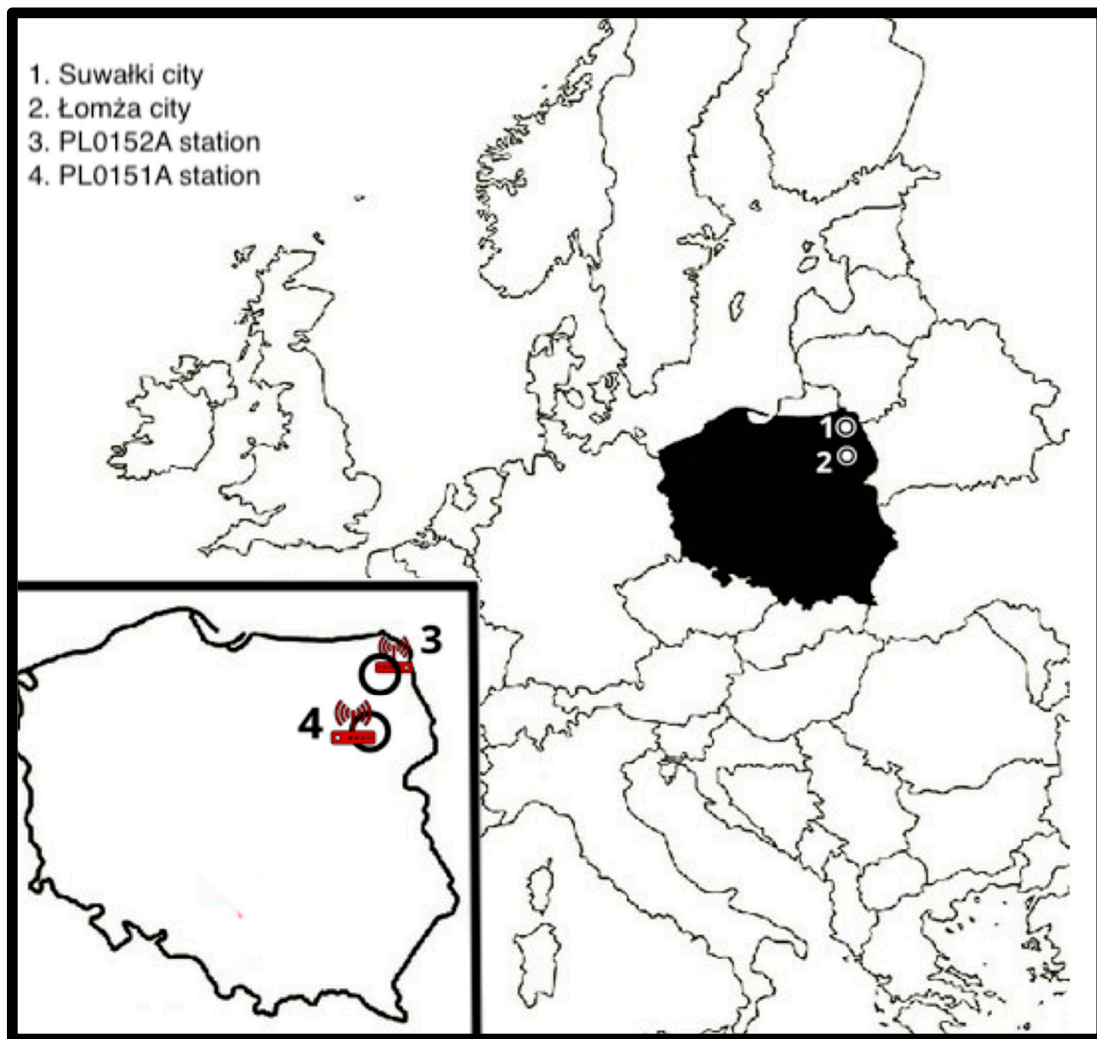 1. Suwałki city
2. Łomża city
3. PL0152A station
4. PL0151A station
1
2
3
4